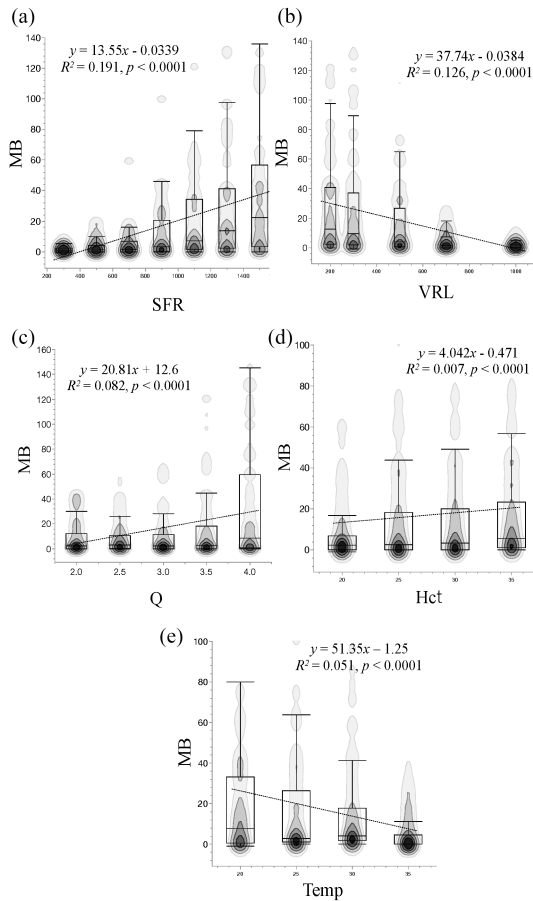 (a)
y = 13.55x - 0.0339
R² = 0.191, p < 0.0001
MB
140
120
100
80
60
40
20
0
200 400 600 800 1000 1200 1400
SFR
(b)
y = 37.74x - 0.0384
R² = 0.126, p < 0.0001
MB
140
120
100
80
60
40
20
0
200 400 600 800 1000
VRL
(c)
y = 20.81x + 12.6
R² = 0.082, p < 0.0001
MB
160
140
120
100
80
60
40
20
0
2.0 2.5 3.0 3.5 4.0
Q
(d)
y = 4.042x - 0.471
R² = 0.007, p < 0.0001
MB
100
80
60
40
20
0
20 25 30 35
Hct
(e)
y = 51.35x – 1.25
R² = 0.051, p < 0.0001
MB
100
80
60
40
20
0
20 25 30 35
Temp